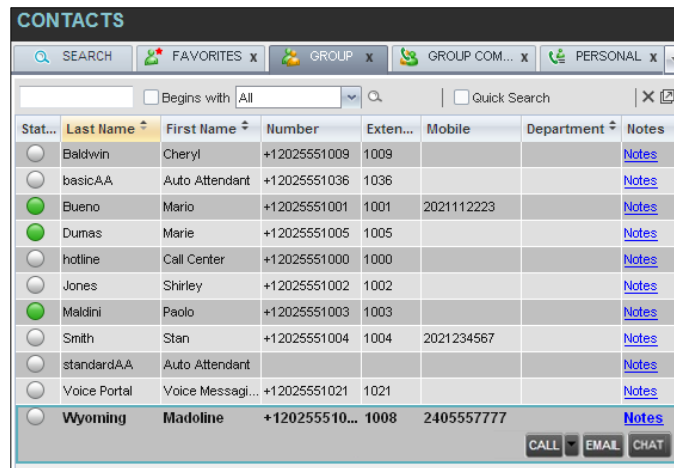 CONTACTS
SEARCH FAVORITES x GROUP x GROUP COM... x PERSONAL x
Begins with All Quick Search
Stat... Last Name First Name Number Exten... Mobile Department Notes
Baldwin Cheryl +12025551009 1009 Notes
basicAA Auto Attendant +12025551036 1036 Notes
Bueno Mario +12025551001 1001 2021112223 Notes
Dumas Marie +12025551005 1005 Notes
hotline Call Center +12025551000 1000 Notes
Jones Shirley +12025551002 1002 Notes
Maldini Paolo +12025551003 1003 Notes
Smith Stan +12025551004 1004 2021234567 Notes
standardAA Auto Attendant Notes
Voice Portal Voice Messagi... +12025551021 1021 Notes
Wyoming Madoline +120255510... 1008 2405557777 Notes
CALL EMAIL CHAT